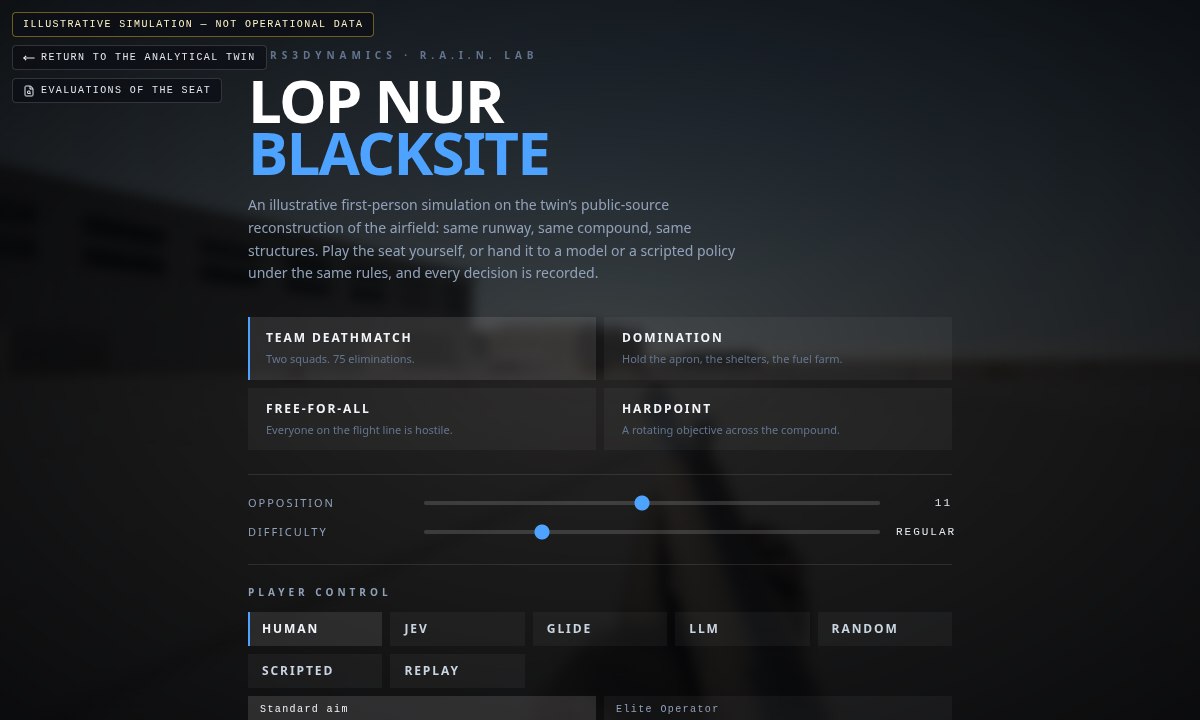 ILLUSTRATIVE SIMULATION — NOT OPERATIONAL DATA
← RETURN TO THE ANALYTICAL TWIN
RS3DYNAMICS · R.A.I.N. LAB
EVALUATIONS OF THE SEAT
LOP NUR
BLACKSITE
An illustrative first-person simulation on the twin's public-source
reconstruction of the airfield: same runway, same compound, same
structures. Play the seat yourself, or hand it to a model or a scripted policy
under the same rules, and every decision is recorded.
TEAM DEATHMATCH
Two squads. 75 eliminations.
DOMINATION
Hold the apron, the shelters, the fuel farm.
FREE-FOR-ALL
Everyone on the flight line is hostile.
HARDPOINT
A rotating objective across the compound.
OPPOSITION 11
DIFFICULTY REGULAR
PLAYER CONTROL
HUMAN JEV GLIDE LLM RANDOM
SCRIPTED REPLAY
Standard aim Elite Operator